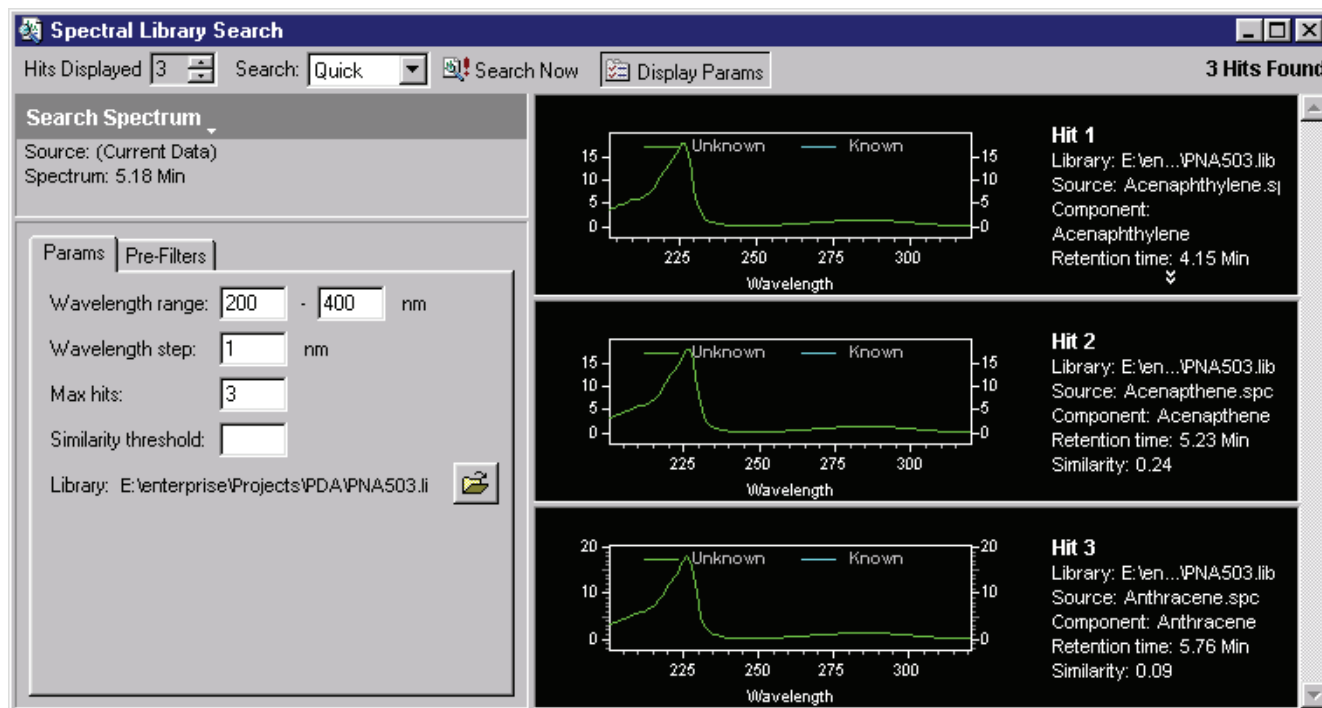 Spectral Library Search
Hits Displayed 3 Search: Quick Search Now Display Params 3 Hits Found
Search Spectrum
Source: (Current Data)
Spectrum: 5.18 Min
Params Pre-Filters
Wavelength range: 200 - 400 nm
Wavelength step: 1 nm
Max hits: 3
Similarity threshold:
Library: E:\enterprise\Projects\PDA\PNA503.li
Unknown Known
15 15
10 10
5 5
0 0
225 250 275 300
Wavelength
Hit 1
Library: E:\en...\PNA503.lib
Source: Acenaphthylene.s
Component:
Acenaphthylene
Retention time: 4.15 Min
Unknown Known
15 15
10 10
5 5
0 0
225 250 275 300
Wavelength
Hit 2
Library: E:\en...\PNA503.lib
Source: Acenapthene.spc
Component: Acenapthene
Retention time: 5.23 Min
Similarity: 0.24
20 20
Unknown Known
10 10
0 0
225 250 275 300
Wavelength
Hit 3
Library: E:\en...\PNA503.lib
Source: Anthracene.spc
Component: Anthracene
Retention time: 5.76 Min
Similarity: 0.09